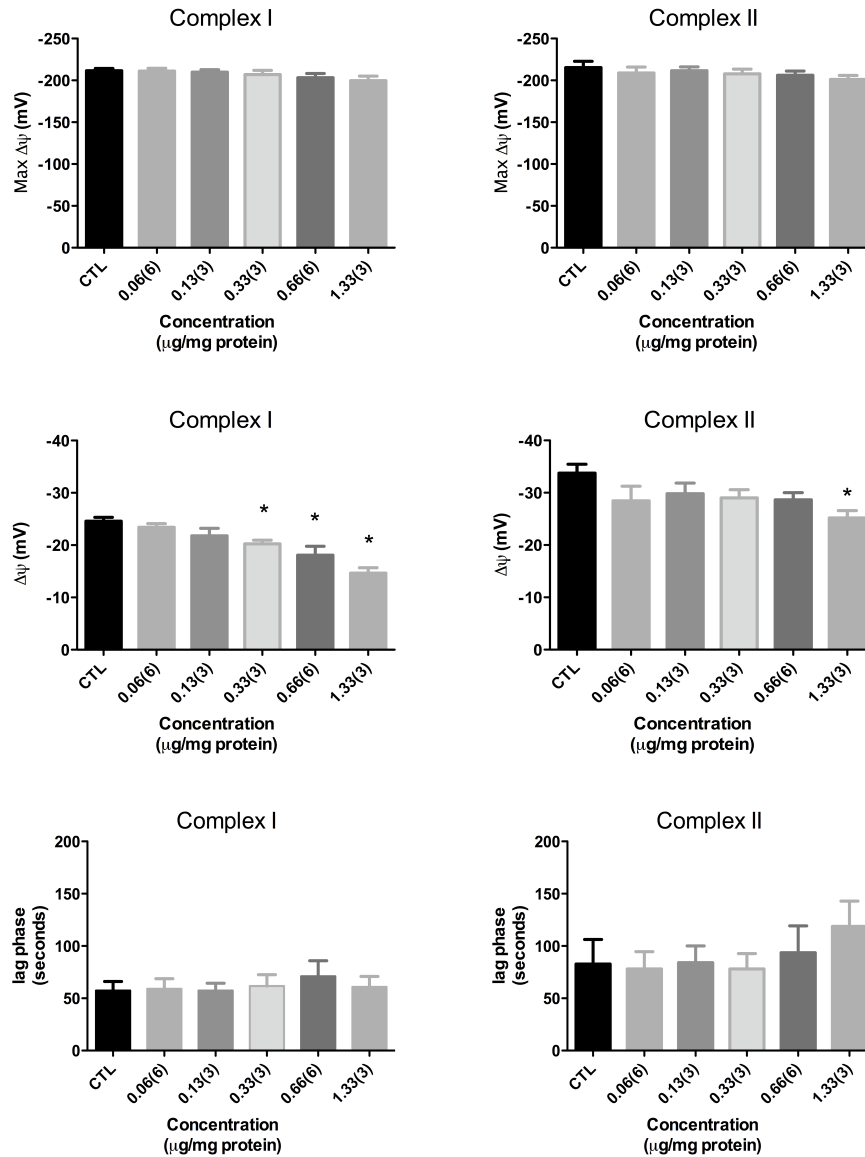 Complex I
-250
-200
-150
-100
-50
0
Max Δψ (mV)
CTL
0.06(6)
0.13(3)
0.33(3)
0.66(6)
1.33(3)
Concentration
(μg/mg protein)
Complex II
-250
-200
-150
-100
-50
0
Max Δψ (mV)
CTL
0.06(6)
0.13(3)
0.33(3)
0.66(6)
1.33(3)
Concentration
(μg/mg protein)
Complex I
-40
-30
-20
-10
0
Δψ (mV)
*
*
*
CTL
0.06(6)
0.13(3)
0.33(3)
0.66(6)
1.33(3)
Concentration
(μg/mg protein)
Complex II
-40
-30
-20
-10
0
Δψ (mV)
*
CTL
0.06(6)
0.13(3)
0.33(3)
0.66(6)
1.33(3)
Concentration
(μg/mg protein)
Complex I
200
150
100
50
0
lag phase
(seconds)
CTL
0.06(6)
0.13(3)
0.33(3)
0.66(6)
1.33(3)
Concentration
(μg/mg protein)
Complex II
200
150
100
50
0
lag phase
(seconds)
CTL
0.06(6)
0.13(3)
0.33(3)
0.66(6)
1.33(3)
Concentration
(μg/mg protein)